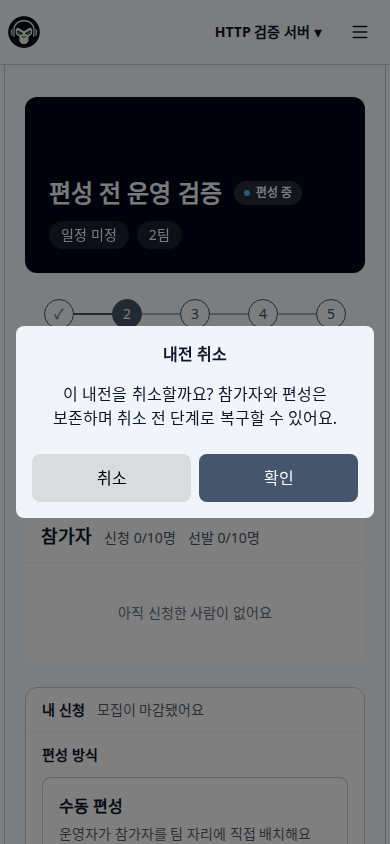 HTTP 검증 서버 ▾
편성 전 운영 검증
편성 중
일정 미정 2팀
✓ 2 3 4 5
내전 취소
이 내전을 취소할까요? 참가자와 편성은
보존하며 취소 전 단계로 복구할 수 있어요.
취소 확인
참가자 신청 0/10명 선발 0/10명
아직 신청한 사람이 없어요
내 신청 모집이 마감됐어요
편성 방식
수동 편성
운영자가 참가자를 팀 자리에 직접 배치해요